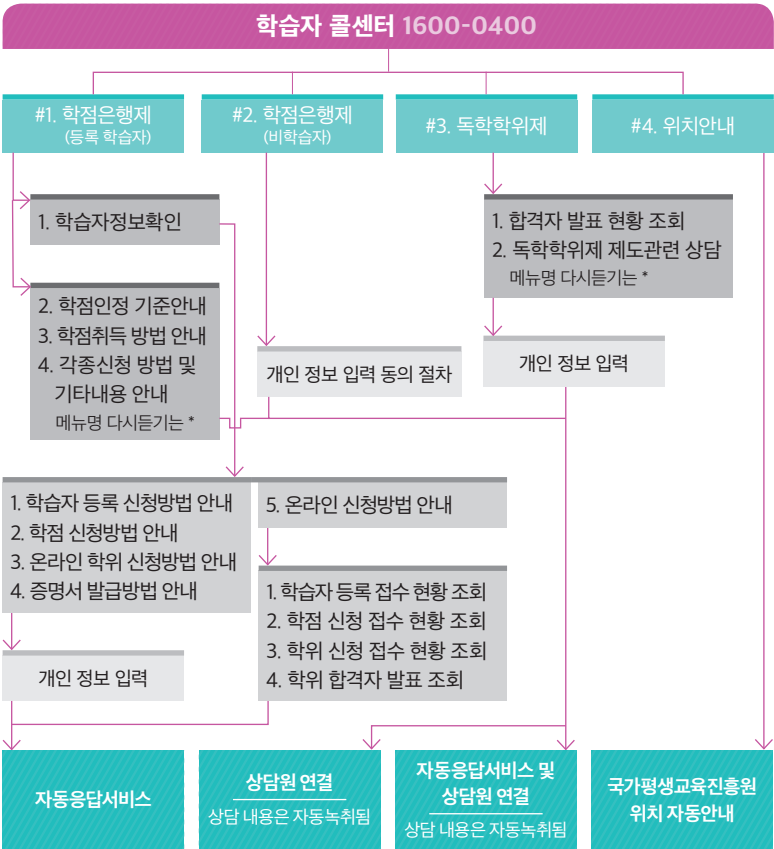 학습자 콜센터 1600-0400
#1. 학점은행제
(등록 학습자)
#2. 학점은행제
(비학습자)
#3. 독학학위제
#4. 위치안내
1. 학습자정보확인
2. 학점인정 기준안내
3. 학점취득 방법 안내
4. 각종신청 방법 및
기타내용 안내
메뉴명 다시듣기는 *
개인 정보 입력 동의 절차
1. 합격자 발표 현황 조회
2. 독학학위제 제도관련 상담
메뉴명 다시듣기는 *
개인 정보 입력
1. 학습자 등록 신청방법 안내
2. 학점 신청방법 안내
3. 온라인 학위 신청방법 안내
4. 증명서 발급방법 안내
5. 온라인 신청방법 안내
1. 학습자 등록 접수 현황 조회
2. 학점 신청 접수 현황 조회
3. 학위 신청 접수 현황 조회
4. 학위 합격자 발표 조회
개인 정보 입력
자동응답서비스
상담원 연결
상담 내용은 자동녹취됨
자동응답서비스 및
상담원 연결
상담 내용은 자동녹취됨
국가평생교육진흥원
위치 자동안내